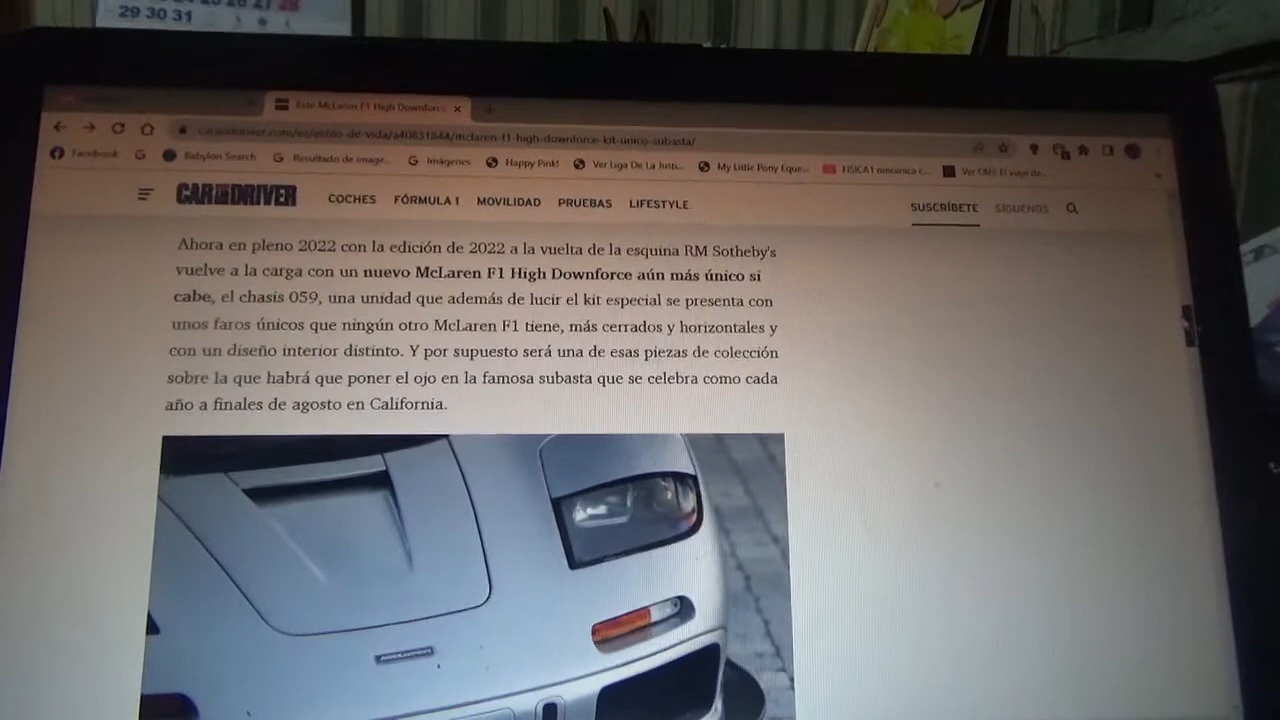 29 30 31
Este McLaren F1 High Downforc
caranddriver.com/es/estilo-de-vida/a40831844/mclaren-f1-high-downforce-kit-unico-subasta/
Facebook
Babylon Search
Resultado de image...
Imágenes
Happy Pink!
Ver Liga De La Justi...
My Little Pony Eque...
FISICA1 mecanica c...
CAR AND DRIVER
COCHES FÓRMULA 1 MOVILIDAD PRUEBAS LIFESTYLE
SUSCRÍBETE SÍGUENOS
Ahora en pleno 2022 con la edición de 2022 a la vuelta de la esquina RM Sotheby's
vuelve a la carga con un nuevo McLaren F1 High Downforce aún más único si
cabe, el chasis 059, una unidad que además de lucir el kit especial se presenta con
unos faros únicos que ningún otro McLaren F1 tiene, más cerrados y horizontales y
con un diseño interior distinto. Y por supuesto será una de esas piezas de colección
sobre la que habrá que poner el ojo en la famosa subasta que se celebra como cada
año a finales de agosto en California.